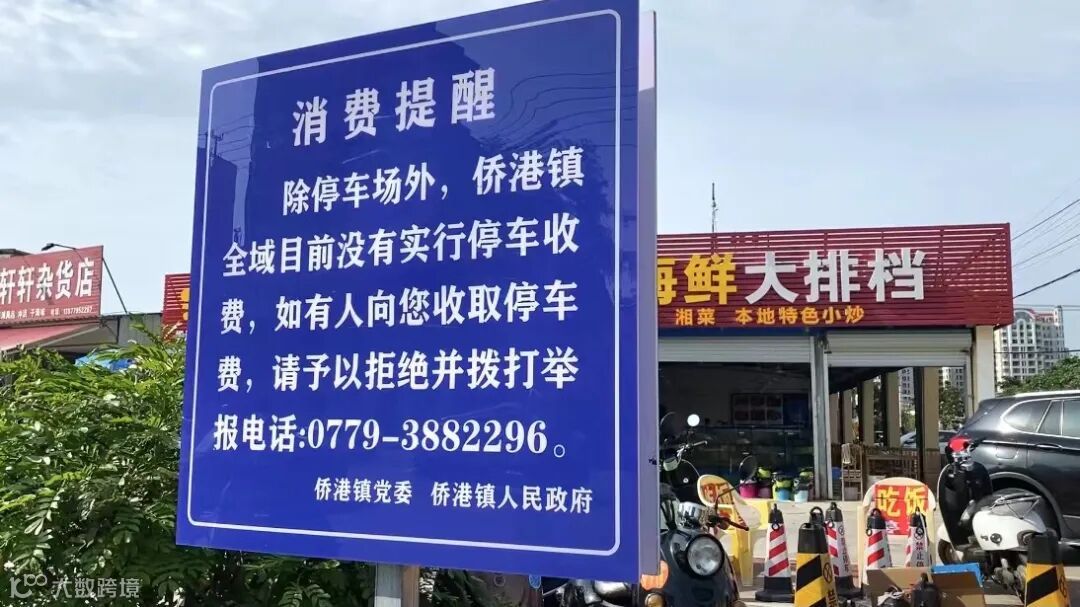 消费提醒
除停车场外，侨港镇
全域目前没有实行停车收
费，如有人向您收取停车
费，请予以拒绝并拨打举
报电话:0779-3882296。
侨港镇党委 侨港镇人民政府
轩轩杂货店
海鲜大排档
湘菜 本地特色小炒
吃饭
大数跨境